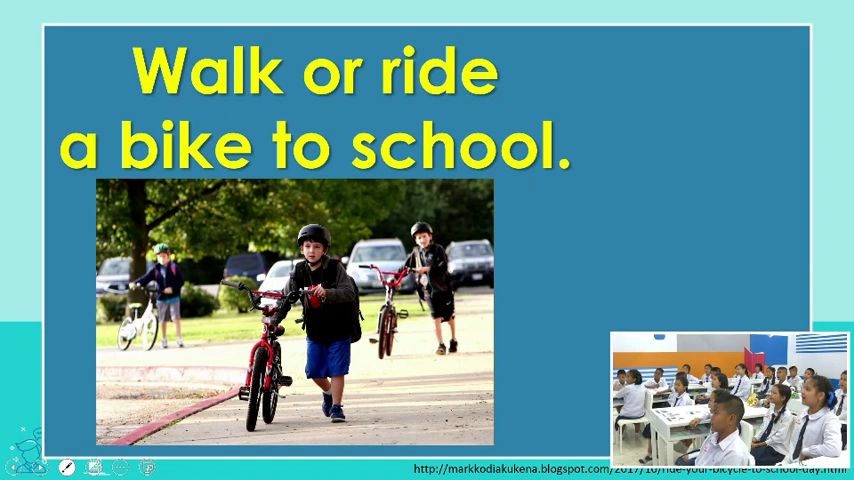 Walk or ride
a bike to school.
http://markkodiakukena.blogspot.com/2017/10/ride-your-bicycle-to-school-day.html